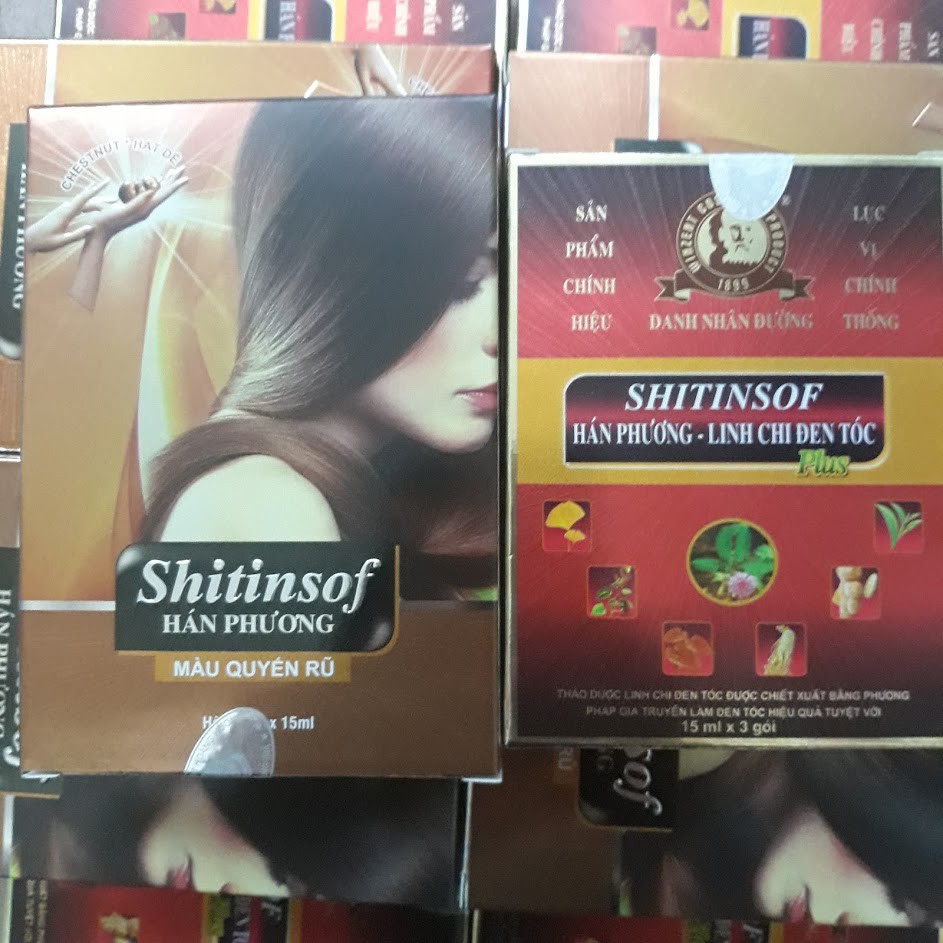 CHESTNUT * HẠT DẺ
Shitinsof
HÁN PHƯƠNG
MÀU QUYẾN RŨ
x 15ml
SẢN
PHẨM
CHÍNH
HIỆU
PRODUCT
1899
DANH NHÂN ĐƯỜNG
LỤC
VỊ
CHÍNH
THỐNG
SHITINSOF
HÁN PHƯƠNG - LINH CHI ĐEN TÓC
Plus
THẢO DƯỢC LINH CHI ĐEN TÓC ĐƯỢC CHIẾT XUẤT BẰNG PHƯƠNG
PHÁP GIA TRUYỀN LÀM ĐEN TÓC HIỆU QUẢ TUYỆT VỜI
15 ml x 3 gói